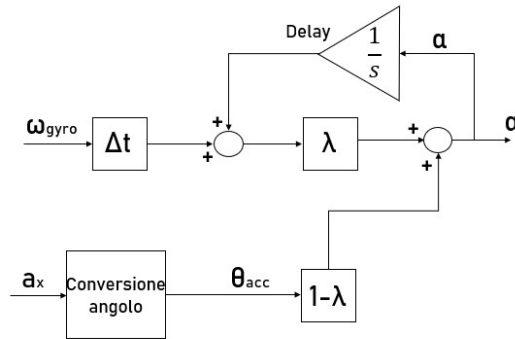 Delay
1
s
α
ωgyro
Δt
+
+
λ
+
+
α
ax
Conversione
angolo
θacc
1-λ